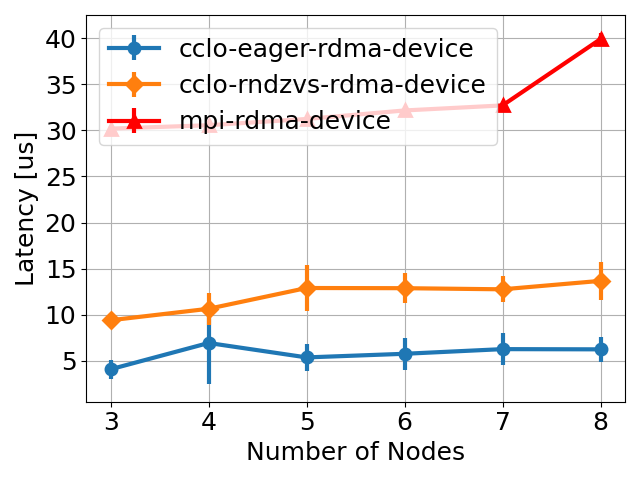 cclo-eager-rdma-device
cclo-rndzvs-rdma-device
mpi-rdma-device
Latency [us]
40
35
30
25
20
15
10
5
3 4 5 6 7 8
Number of Nodes